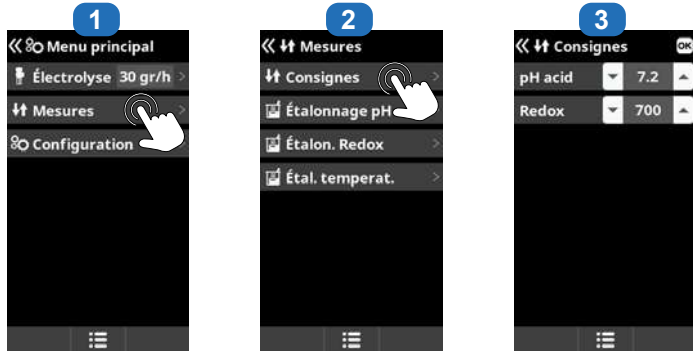 1
Menu principal
Électrolyse 30 gr/h
Mesures
Configuration
2
Mesures
Consignes
Étalonnage pH
Étalon. Redox
Étal. temperat.
3
Consignes OK
pH acid 7.2
Redox 700